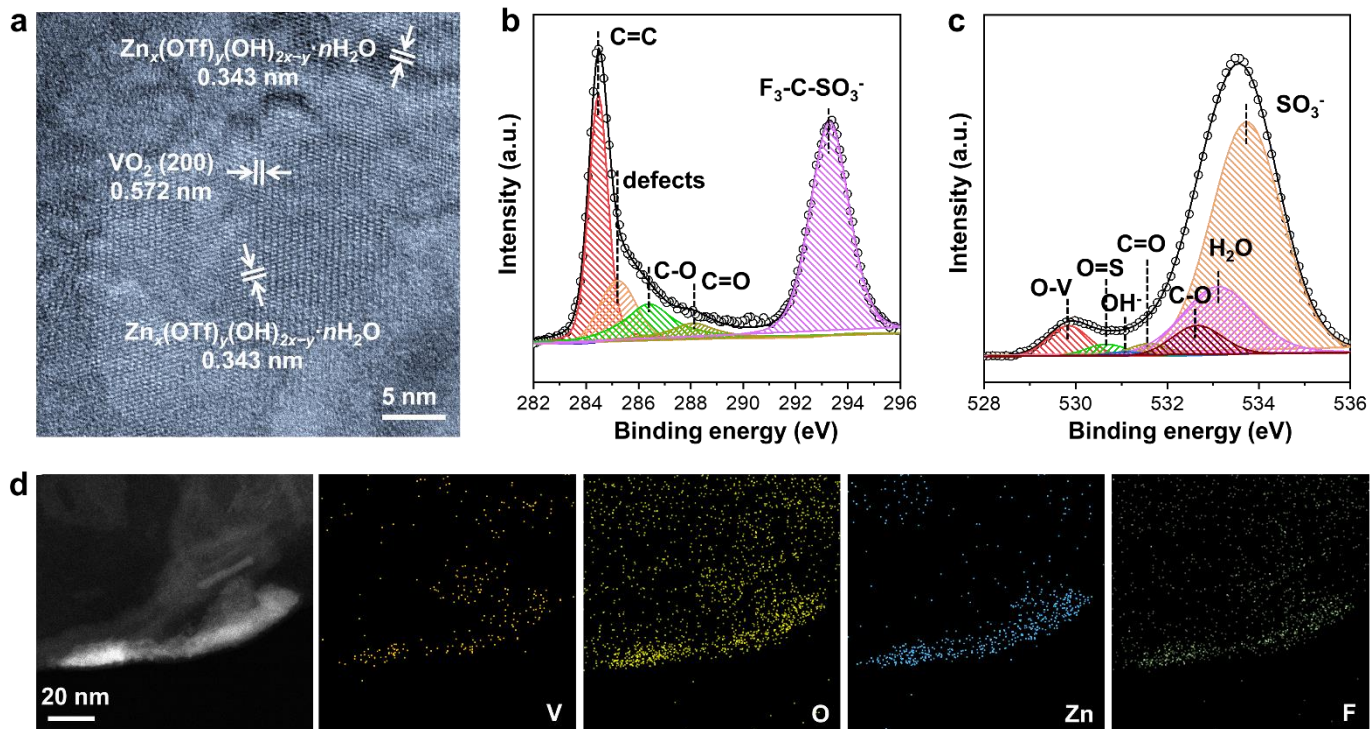 a
Znₓ(OTf)ᵧ(OH)₂ₓ₋ᵧ·nH₂O
0.343 nm
VO₂ (200)
0.572 nm
Znₓ(OTf)ᵧ(OH)₂ₓ₋ᵧ·nH₂O
0.343 nm
5 nm
b
C=C
F₃-C-SO₃⁻
defects
C-O
C=O
Intensity (a.u.)
282 284 286 288 290 292 294 296
Binding energy (eV)
c
SO₃⁻
C=O
H₂O
O=S
O-V
OH⁻
C-O
Intensity (a.u.)
528 530 532 534 536
Binding energy (eV)
d
20 nm
V
O
Zn
F